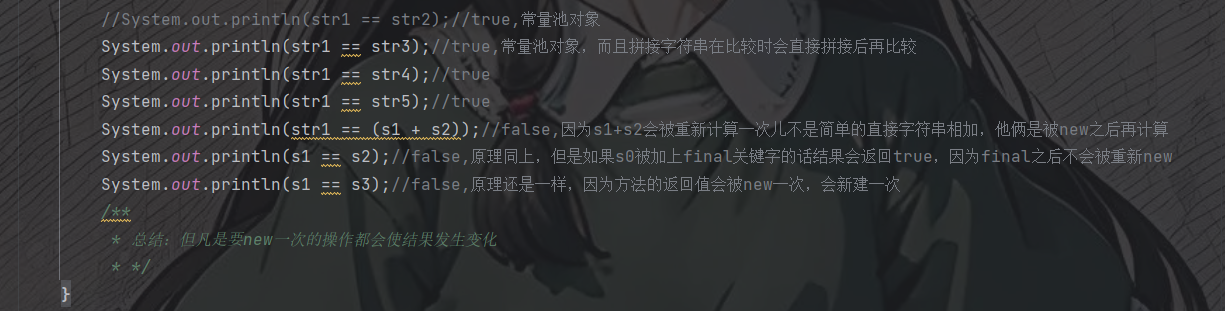 //System.out.println(str1 == str2);//true,常量池对象
System.out.println(str1 == str3);//true,常量池对象，而且拼接字符串在比较时会直接拼接后再比较
System.out.println(str1 == str4);//true
System.out.println(str1 == str5);//true
System.out.println(str1 == (s1 + s2));//false,因为s1+s2会被重新计算一次儿不是简单的直接字符串相加，他俩是被new之后再计算
System.out.println(s1 == s2);//false,原理同上，但是如果s0被加上final关键字的话结果会返回true，因为final之后不会被重新new
System.out.println(s1 == s3);//false,原理还是一样，因为方法的返回值会被new一次，会新建一次
/**
* 总结：但凡是要new一次的操作都会使结果发生变化
* */
}